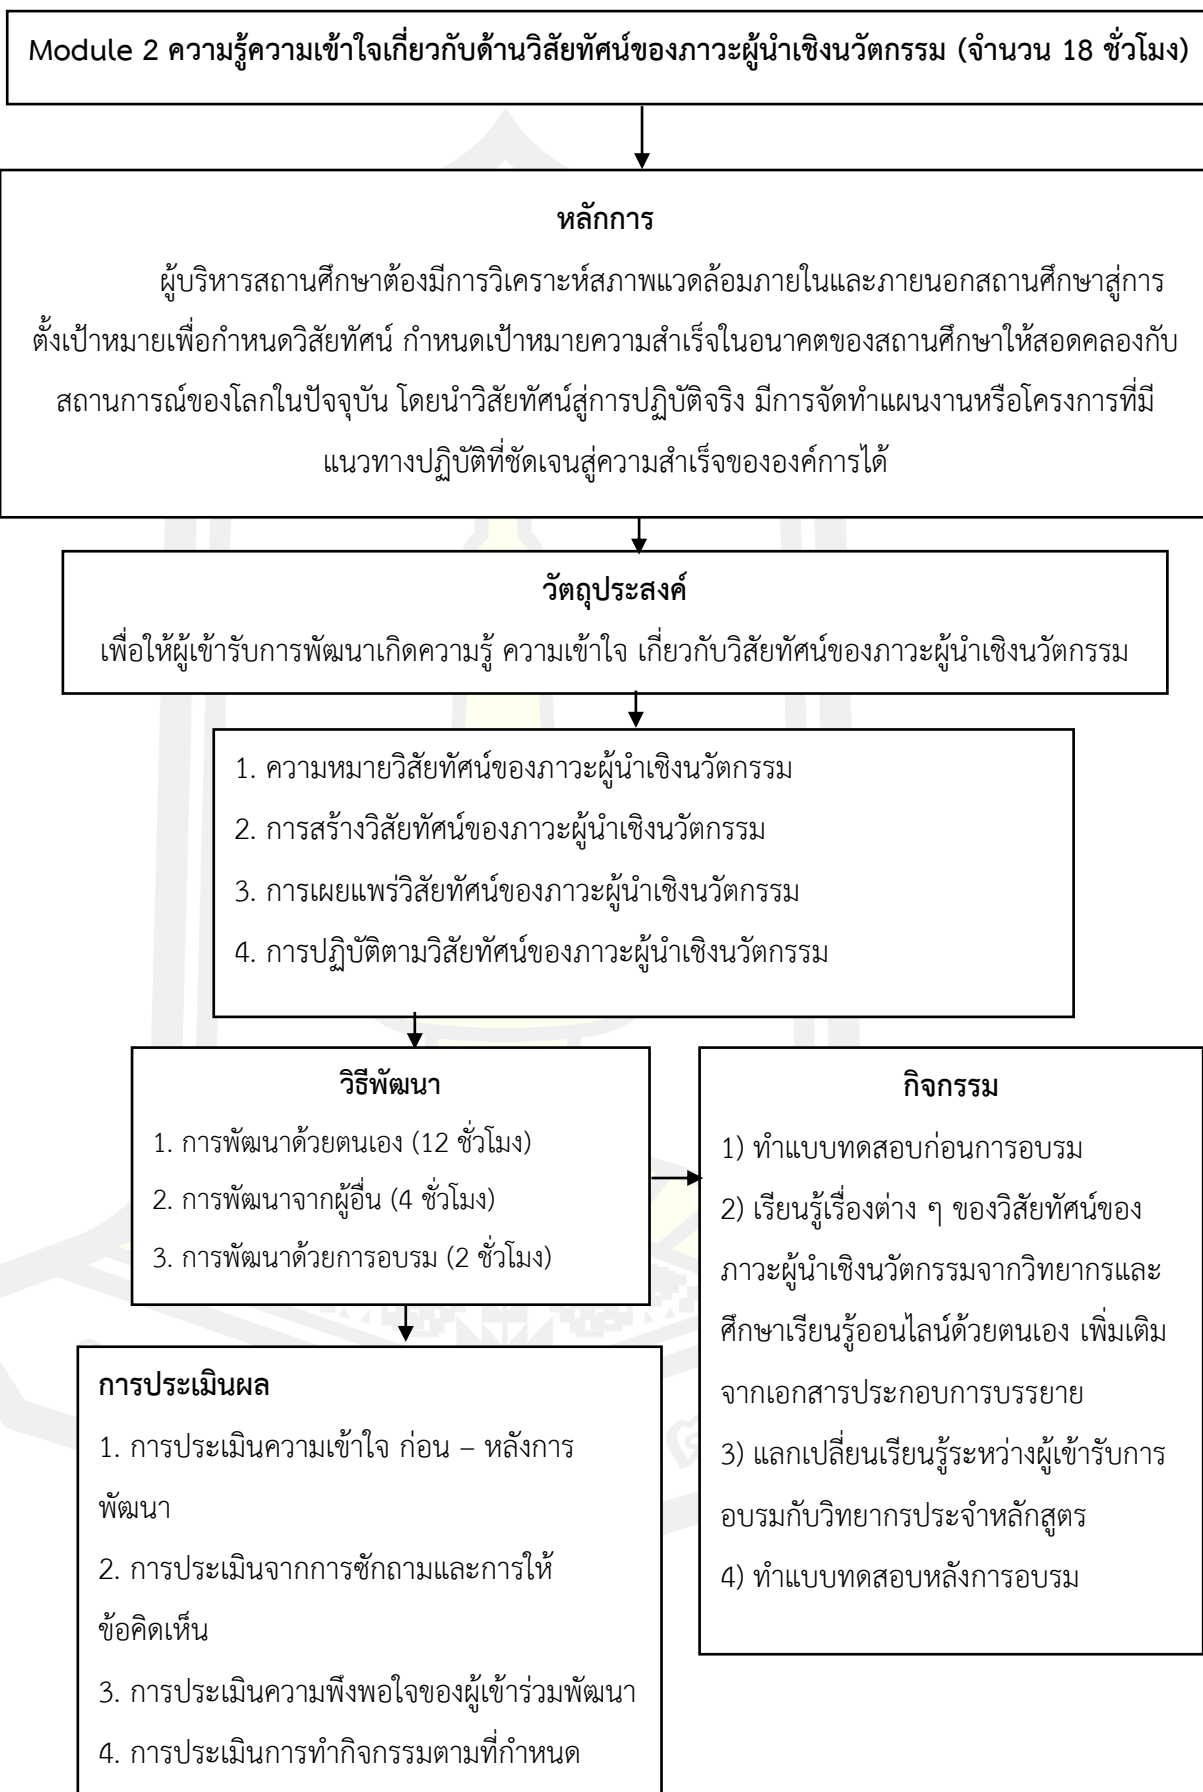 Module 2 ความรู้ความเข้าใจเกี่ยวกับด้านวิสัยทัศน์ของภาวะผู้นำเชิงนวัตกรรม (จำนวน 18 ชั่วโมง)
หลักการ
ผู้บริหารสถานศึกษาต้องมีการวิเคราะห์สภาพแวดล้อมภายในและภายนอกสถานศึกษาสู่การ
ตั้งเป้าหมายเพื่อกำหนดวิสัยทัศน์ กำหนดเป้าหมายความสำเร็จในอนาคตของสถานศึกษาให้สอดคลองกับ
สถานการณ์ของโลกในปัจจุบัน โดยนำวิสัยทัศน์สู่การปฏิบัติจริง มีการจัดทำแผนงานหรือโครงการที่มี
แนวทางปฏิบัติที่ชัดเจนสู่ความสำเร็จขององค์การได้
วัตถุประสงค์
เพื่อให้ผู้เข้ารับการพัฒนาเกิดความรู้ ความเข้าใจ เกี่ยวกับวิสัยทัศน์ของภาวะผู้นำเชิงนวัตกรรม
1. ความหมายวิสัยทัศน์ของภาวะผู้นำเชิงนวัตกรรม
2. การสร้างวิสัยทัศน์ของภาวะผู้นำเชิงนวัตกรรม
3. การเผยแพร่วิสัยทัศน์ของภาวะผู้นำเชิงนวัตกรรม
4. การปฏิบัติตามวิสัยทัศน์ของภาวะผู้นำเชิงนวัตกรรม
วิธีพัฒนา
1. การพัฒนาด้วยตนเอง (12 ชั่วโมง)
2. การพัฒนาจากผู้อื่น (4 ชั่วโมง)
3. การพัฒนาด้วยการอบรม (2 ชั่วโมง)
กิจกรรม
1) ทำแบบทดสอบก่อนการอบรม
2) เรียนรู้เรื่องต่าง ๆ ของวิสัยทัศน์ของ
ภาวะผู้นำเชิงนวัตกรรมจากวิทยากรและ
ศึกษาเรียนรู้ออนไลน์ด้วยตนเอง เพิ่มเติม
จากเอกสารประกอบการบรรยาย
3) แลกเปลี่ยนเรียนรู้ระหว่างผู้เข้ารับการ
อบรมกับวิทยากรประจำหลักสูตร
4) ทำแบบทดสอบหลังการอบรม
การประเมินผล
1. การประเมินความเข้าใจ ก่อน – หลังการ
พัฒนา
2. การประเมินจากการซักถามและการให้
ข้อคิดเห็น
3. การประเมินความพึงพอใจของผู้เข้าร่วมพัฒนา
4. การประเมินการทำกิจกรรมตามที่กำหนด